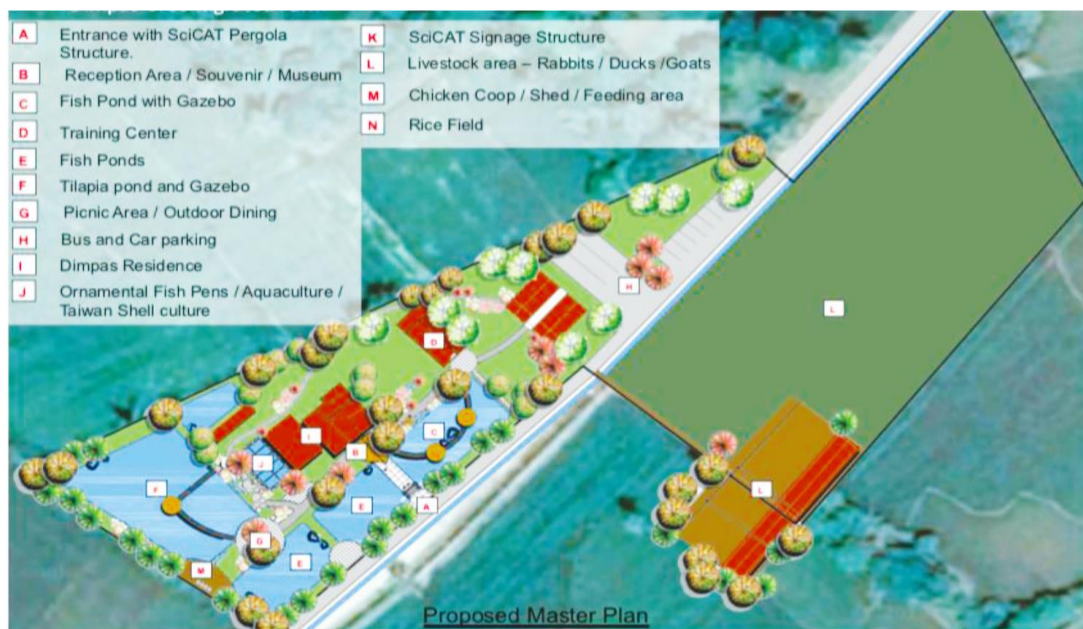 A Entrance with SciCAT Pergola
Structure.
B Reception Area / Souvenir / Museum
C Fish Pond with Gazebo
D Training Center
E Fish Ponds
F Tilapia pond and Gazebo
G Picnic Area / Outdoor Dining
H Bus and Car parking
I Dimpas Residence
J Ornamental Fish Pens / Aquaculture /
Taiwan Shell culture
K SciCAT Signage Structure
L Livestock area – Rabbits / Ducks /Goats
M Chicken Coop / Shed / Feeding area
N Rice Field
H
L
D
C
I
B
J
L
F
E
A
G
E
M
Proposed Master Plan